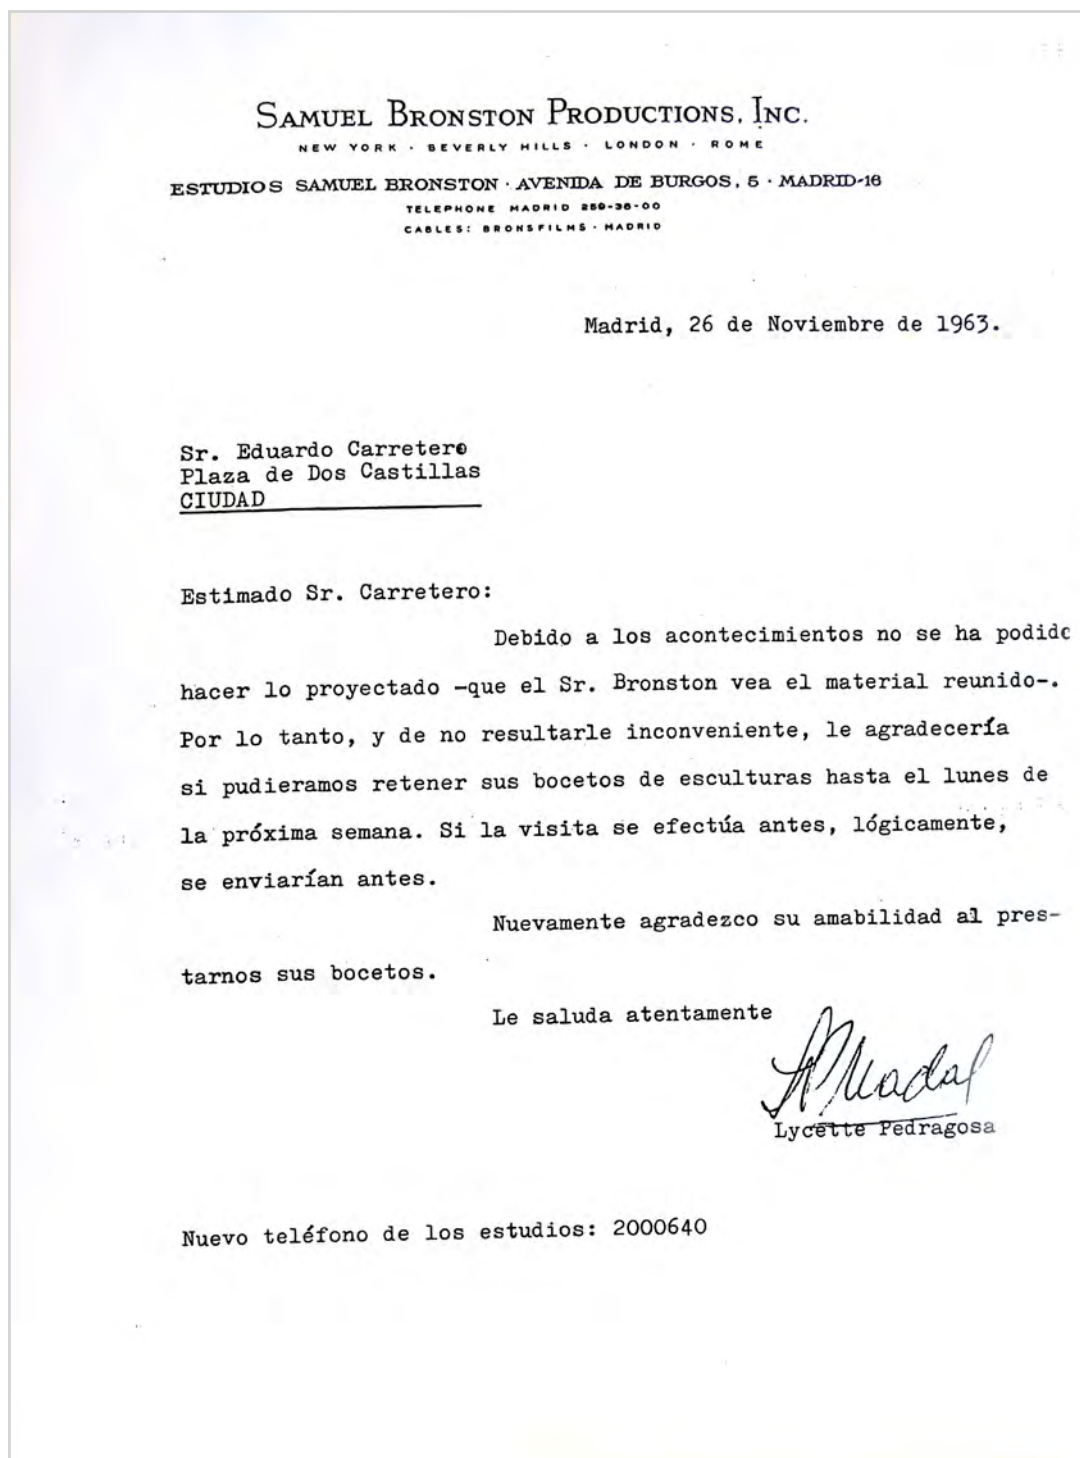 SAMUEL BRONSTON PRODUCTIONS, INC.
NEW YORK · BEVERLY HILLS · LONDON · ROME
ESTUDIOS SAMUEL BRONSTON · AVENIDA DE BURGOS, 5 · MADRID-16
TELEPHONE MADRID 259-36-00
CABLES: BRONSFILMS · MADRID
Madrid, 26 de Noviembre de 1963.
Sr. Eduardo Carretero
Plaza de Dos Castillas
CIUDAD
Estimado Sr. Carretero:
Debido a los acontecimientos no se ha podido
hacer lo proyectado -que el Sr. Bronston vea el material reunido-.
Por lo tanto, y de no resultarle inconveniente, le agradecería
si pudieramos retener sus bocetos de esculturas hasta el lunes de
la próxima semana. Si la visita se efectúa antes, lógicamente,
se enviarían antes.
Nuevamente agradezco su amabilidad al pres-
tarnos sus bocetos.
Le saluda atentamente
Lycette Pedragosa
Nuevo teléfono de los estudios: 2000640